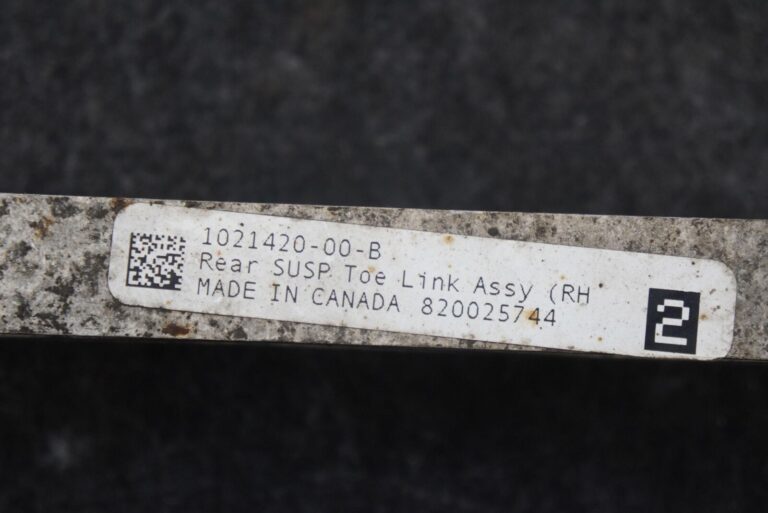 1021420-00-B
Rear SUSP Toe Link Assy (RH
MADE IN CANADA 820025744
2